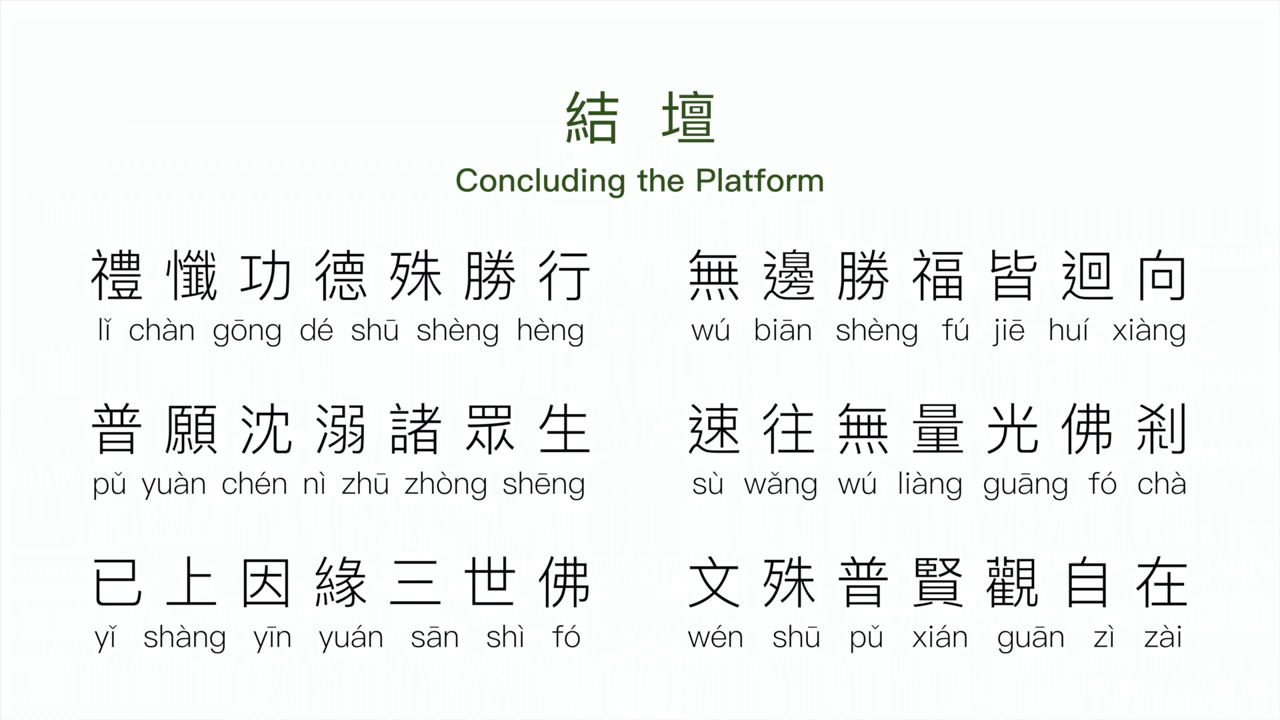 結壇
Concluding the Platform
禮懺功德殊勝行 無邊勝福皆迴向
lǐ chàn gōng dé shū shèng hèng wú biān shèng fú jiē huí xiàng
普願沈溺諸眾生 速往無量光佛剎
pǔ yuàn chén nì zhū zhòng shēng sù wǎng wú liàng guāng fó chà
已上因緣三世佛 文殊普賢觀自在
yǐ shàng yīn yuán sān shì fó wén shū pǔ xián guān zì zài